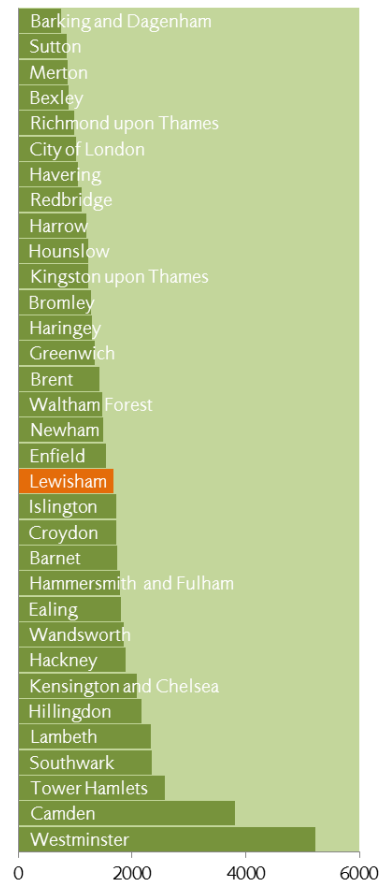 Barking and Dagenham
Sutton
Merton
Bexley
Richmond upon Thames
City of London
Havering
Redbridge
Harrow
Hounslow
Kingston upon Thames
Bromley
Haringey
Greenwich
Brent
Waltham Forest
Newham
Enfield
Lewisham
Islington
Croydon
Barnet
Hammersmith and Fulham
Ealing
Wandsworth
Hackney
Kensington and Chelsea
Hillingdon
Lambeth
Southwark
Tower Hamlets
Camden
Westminster
0 2000 4000 6000